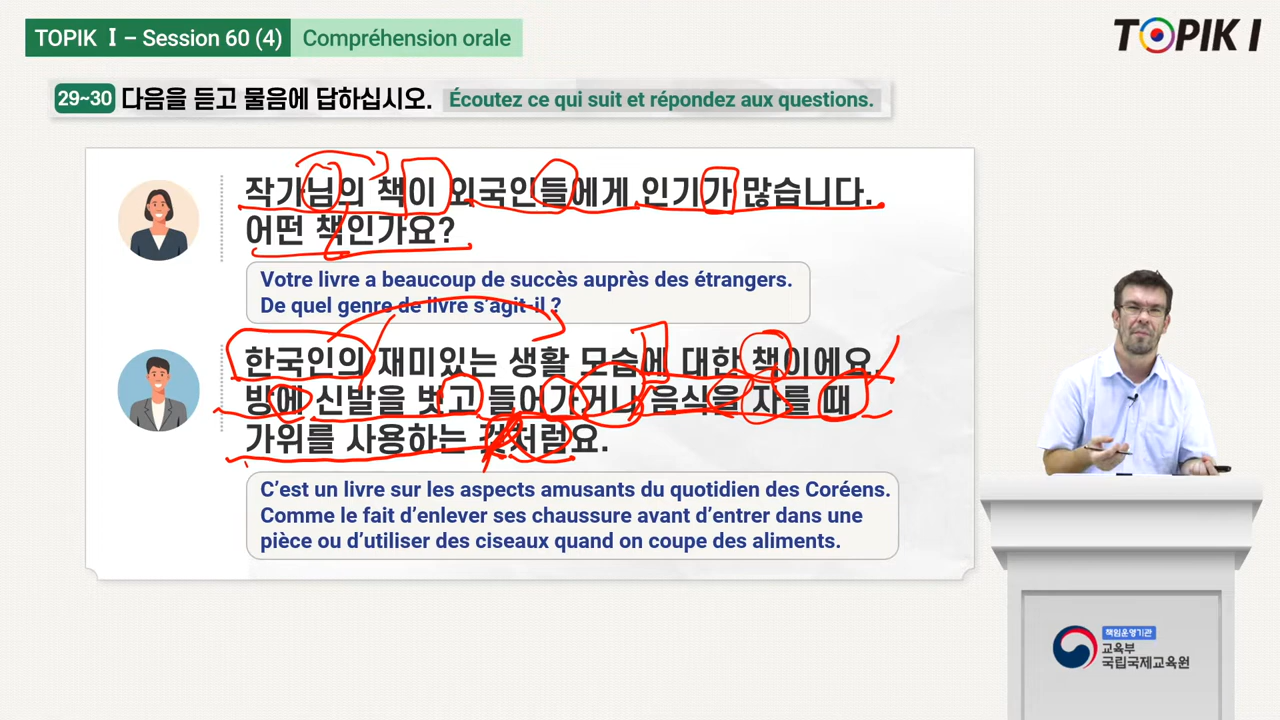 TOPIK Ⅰ – Session 60 (4) Compréhension orale
TOPIK I
29~30 다음을 듣고 물음에 답하십시오. Écoutez ce qui suit et répondez aux questions.
작가님의 책이 외국인들에게 인기가 많습니다.
어떤 책인가요?
Votre livre a beaucoup de succès auprès des étrangers.
De quel genre de livre s'agit-il ?
한국인의 재미있는 생활 모습에 대한 책이에요.
방에 신발을 벗고 들어가거나 음식을 자를 때
가위를 사용하는 것처럼요.
C'est un livre sur les aspects amusants du quotidien des Coréens.
Comme le fait d'enlever ses chaussure avant d'entrer dans une
pièce ou d'utiliser des ciseaux quand on coupe des aliments.
책임운영기관
교육부
국립국제교육원